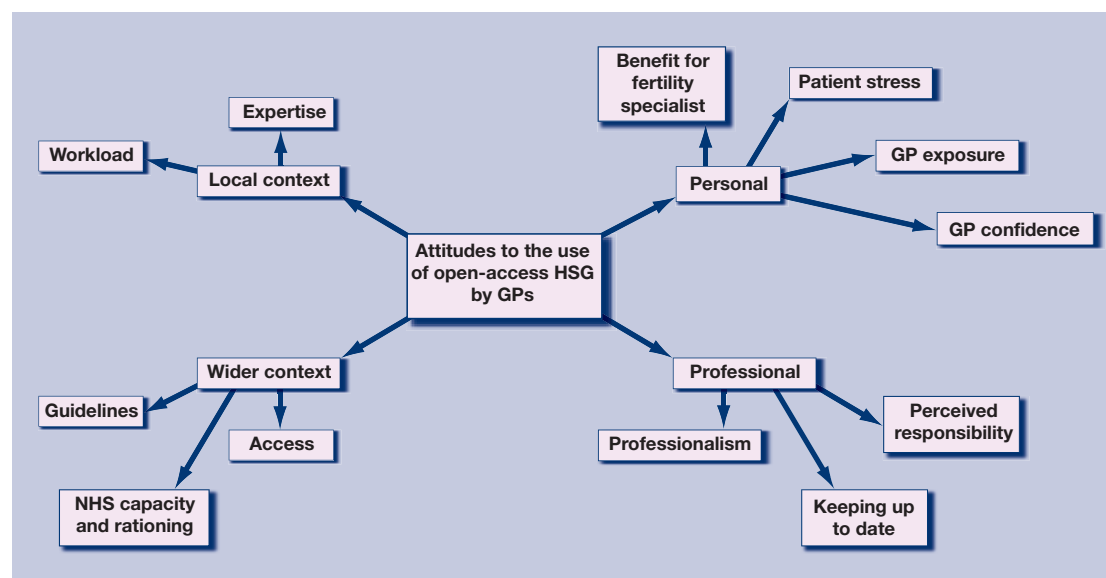 Benefit for
fertility
specialist
Patient stress
Expertise
Workload
GP exposure
Local context
Personal
GP confidence
Attitudes to the use
of open-access HSG
by GPs
Wider context
Professional
Guidelines
Perceived
responsibility
Access
Professionalism
NHS capacity
and rationing
Keeping up
to date